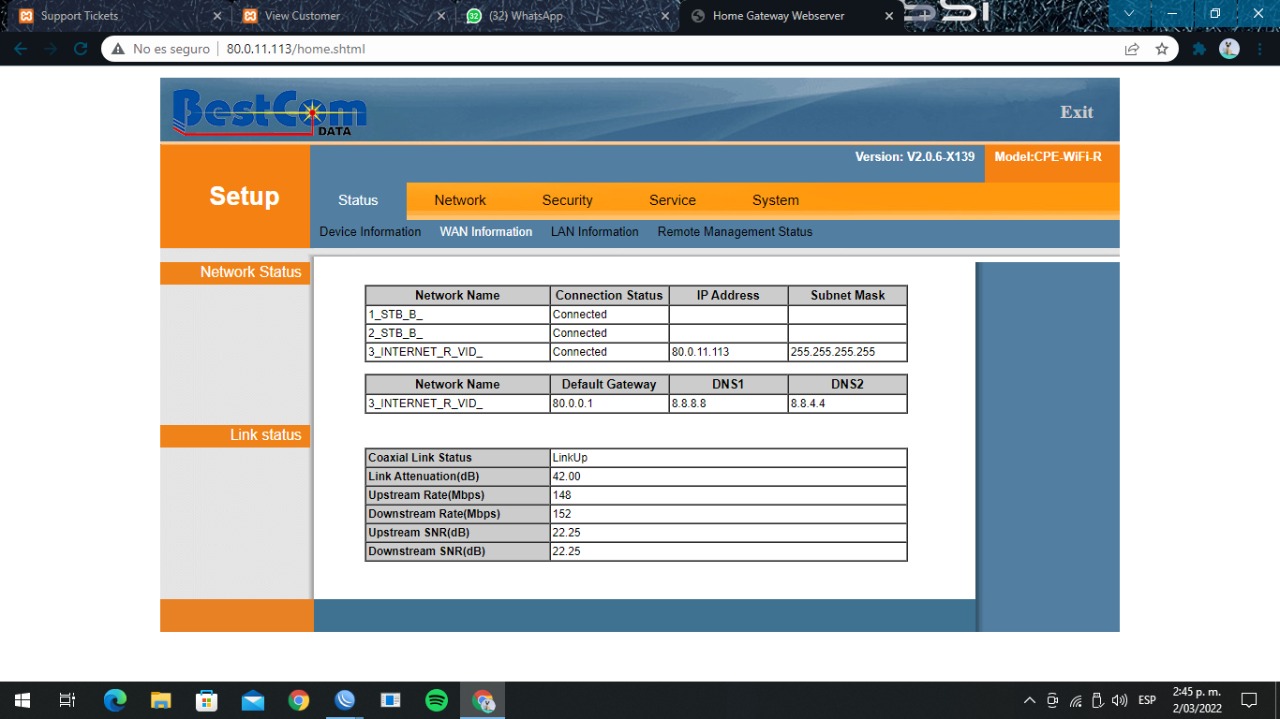 Support Tickets
View Customer
(32) WhatsApp
Home Gateway Webserver
No es seguro
80.0.11.113/home.shtml
BestCom
DATA
Exit
Version: V2.0.6-X139
Model:CPE-WiFi-R
Setup
Status
Network
Security
Service
System
Device Information
WAN Information
LAN Information
Remote Management Status
Network Status
Network Name Connection Status IP Address Subnet Mask
1_STB_B_ Connected
2_STB_B_ Connected
3_INTERNET_R_VID_ Connected 80.0.11.113 255.255.255.255
Network Name Default Gateway DNS1 DNS2
3_INTERNET_R_VID_ 80.0.0.1 8.8.8.8 8.8.4.4
Link status
Coaxial Link Status LinkUp
Link Attenuation(dB) 42.00
Upstream Rate(Mbps) 148
Downstream Rate(Mbps) 152
Upstream SNR(dB) 22.25
Downstream SNR(dB) 22.25
ESP
2:45 p. m.
2/03/2022